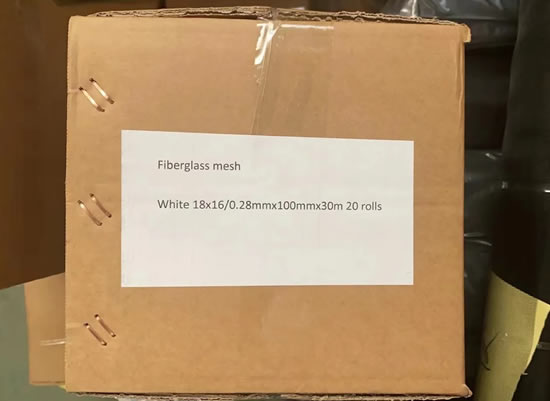 Fiberglass mesh
White 18x16/0.28mmx100mmx30m 20 rolls